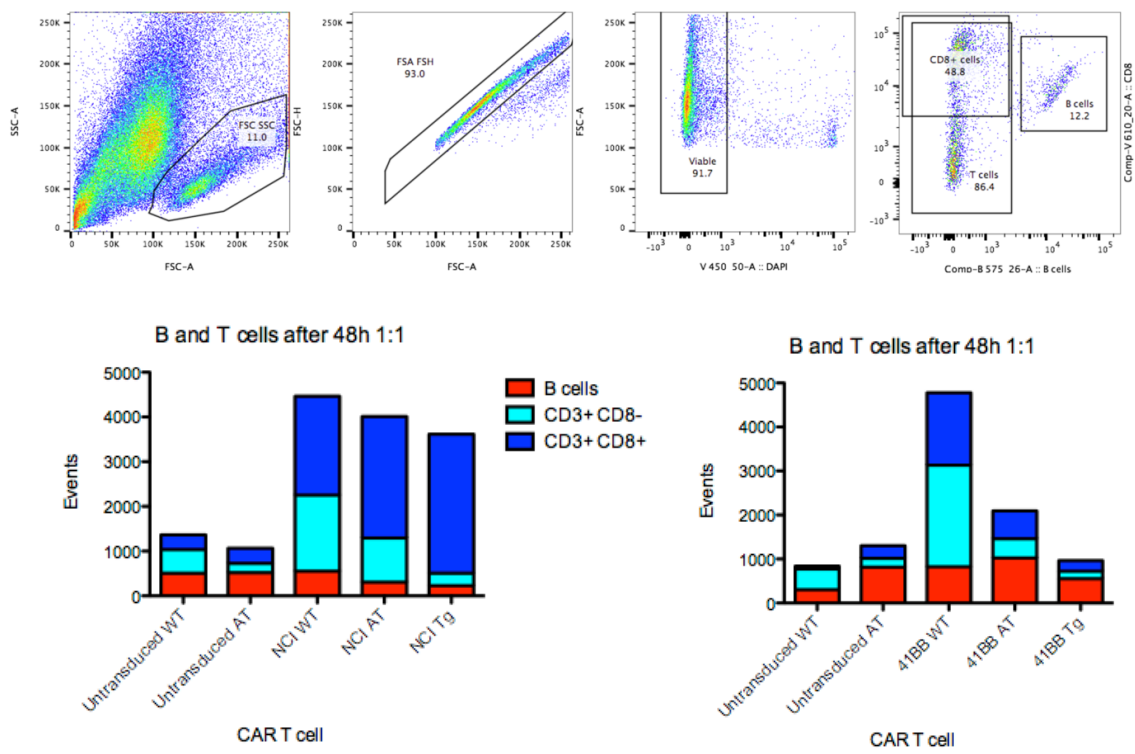 250K
200K
150K
100K
50K
0
SSC-A
FSC SSC
11.0
0 50K 100K 150K 200K 250K
FSC-A
250K
200K
150K
100K
50K
0
FSC-H
FSA FSH
93.0
0 50K 100K 150K 200K 250K
FSC-A
250K
200K
150K
100K
50K
0
FSC-A
Viable
91.7
-10³ 0 10³ 10⁴ 10⁵
V 450_50-A :: DAPI
10⁵
10⁴
10³
0
-10³
CD8+ cells
48.8
B cells
12.2
T cells
86.4
Comp-V 610_20-A :: CD8
-10³ 0 10³ 10⁴ 10⁵
Comp-B 575_26-A :: B cells
B and T cells after 48h 1:1
5000
4000
3000
2000
1000
0
Events
Untransduced WT
Untransduced AT
NCI WT
NCI AT
NCI Tg
CAR T cell
B cells
CD3+ CD8-
CD3+ CD8+
B and T cells after 48h 1:1
5000
4000
3000
2000
1000
0
Events
Untransduced WT
Untransduced AT
41BB WT
41BB AT
41BB Tg
CAR T cell